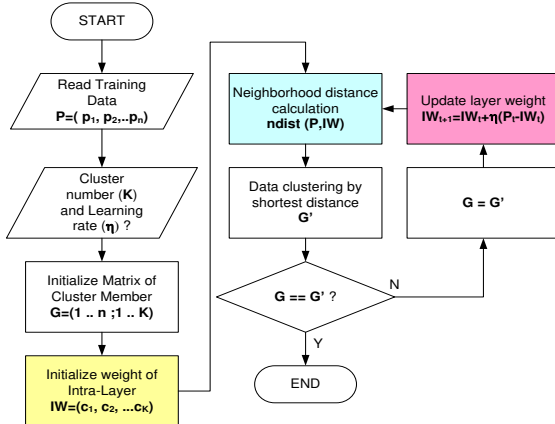 START
Read Training
Data
P=( p1, p2,..pn)
Cluster
number (K)
and Learning
rate (η) ?
Initialize Matrix of
Cluster Member
G=(1 .. n ;1 .. K)
Initialize weight of
Intra-Layer
IW=(c1, c2, ...cK)
Neighborhood distance
calculation
ndist (P,IW)
Data clustering by
shortest distance
G'
G == G' ?
N
Y
END
G = G'
Update layer weight
IWt+1=IWt+η(Pt-IWt)